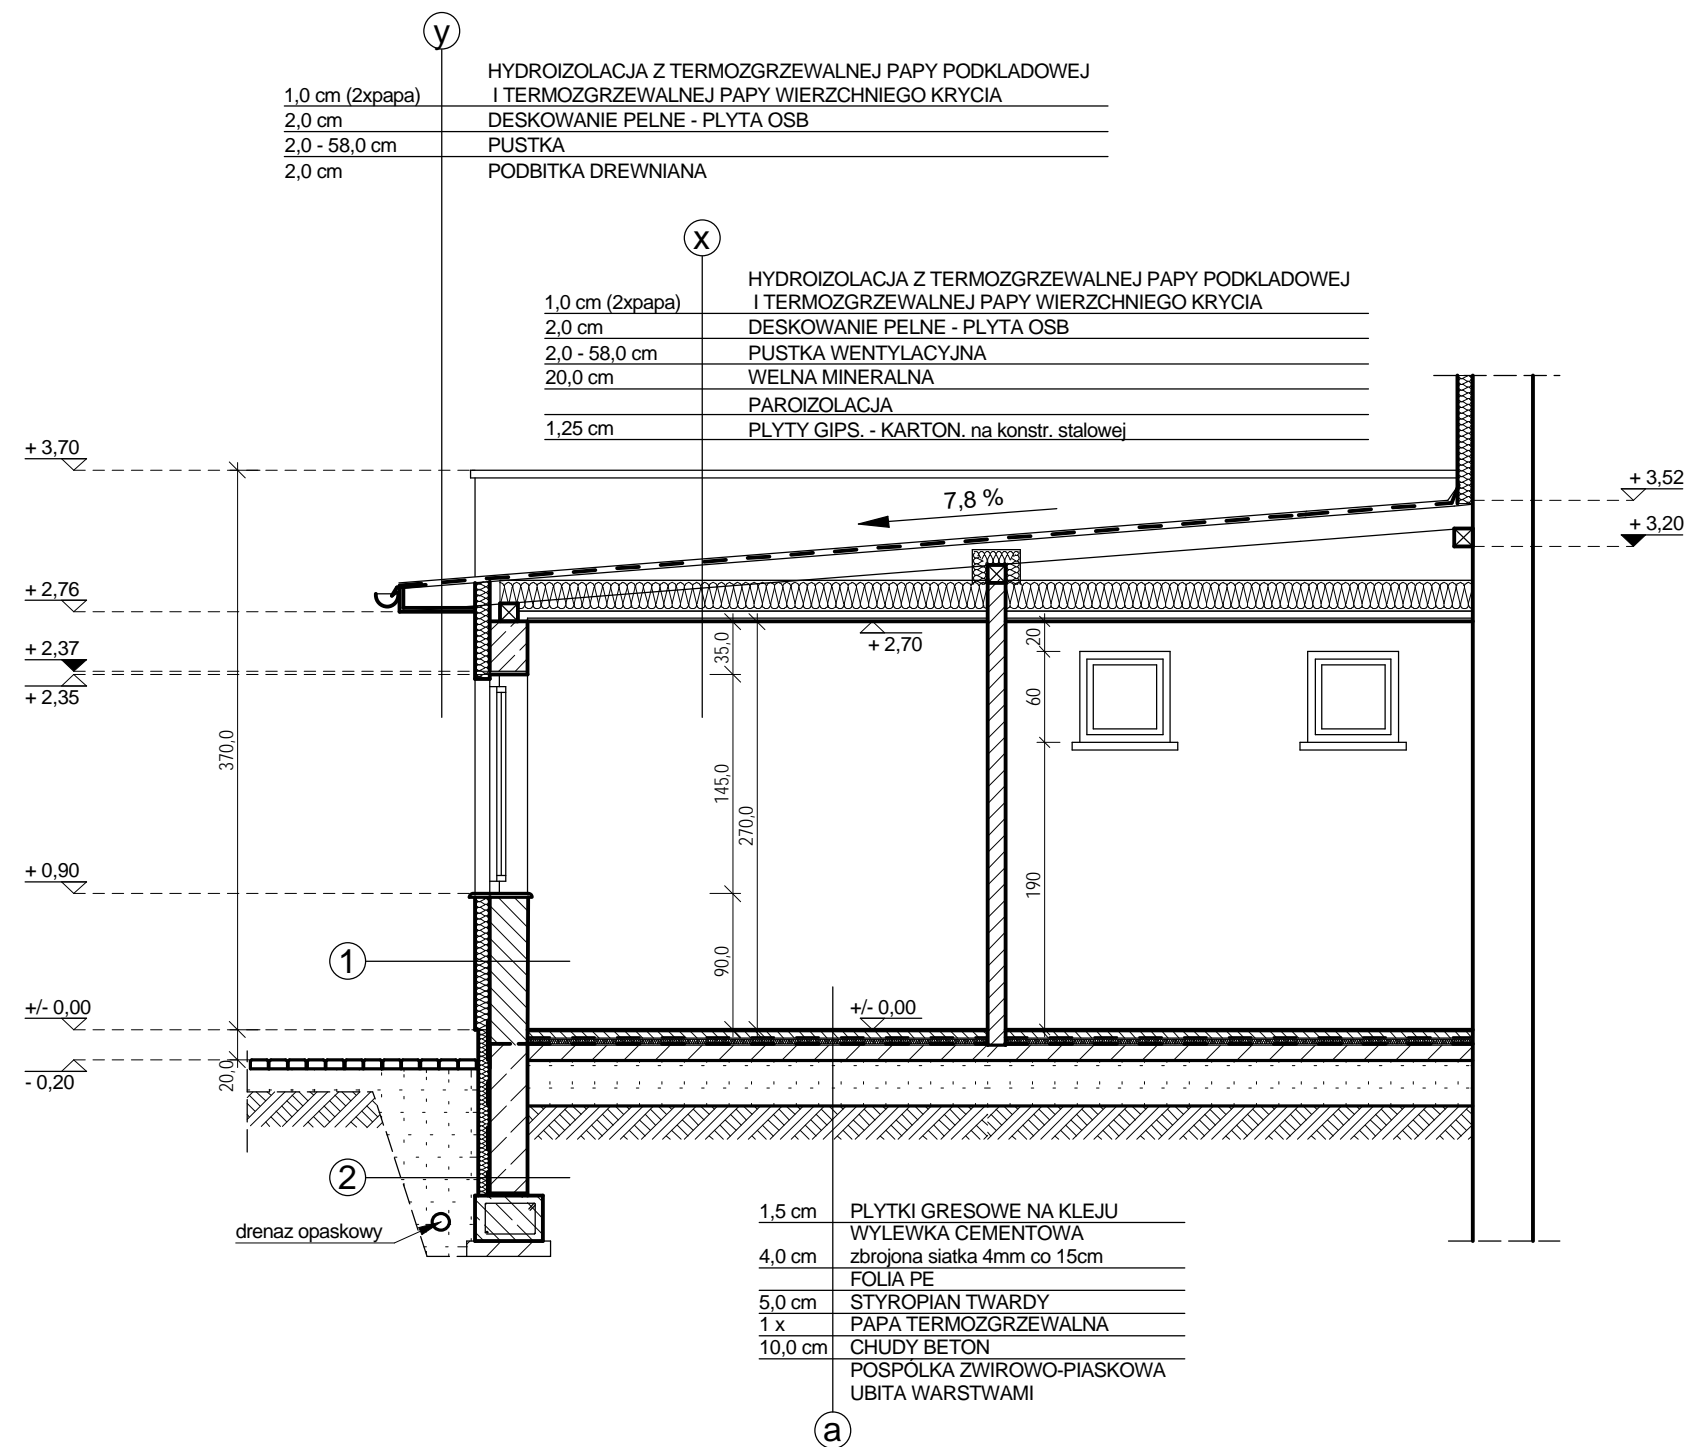 y
HYDROIZOLACJA Z TERMOZGRZEWALNEJ PAPY PODKLADOWEJ
1,0 cm (2xpapa) I TERMOZGRZEWALNEJ PAPY WIERZCHNIEGO KRYCIA
2,0 cm DESKOWANIE PELNE - PLYTA OSB
2,0 - 58,0 cm PUSTKA
2,0 cm PODBITKA DREWNIANA
x
HYDROIZOLACJA Z TERMOZGRZEWALNEJ PAPY PODKLADOWEJ
1,0 cm (2xpapa) I TERMOZGRZEWALNEJ PAPY WIERZCHNIEGO KRYCIA
2,0 cm DESKOWANIE PELNE - PLYTA OSB
2,0 - 58,0 cm PUSTKA WENTYLACYJNA
20,0 cm WELNA MINERALNA
PAROIZOLACJA
1,25 cm PLYTY GIPS. - KARTON. na konstr. stalowej
+ 3,70
7,8 %
+ 3,52
+ 3,20
+ 2,76
+ 2,37
+ 2,35
+ 2,70
35,0
20
60
370,0
145,0
270,0
190
+ 0,90
90,0
1
+/- 0,00
+/- 0,00
20,0
- 0,20
2
drenaz opaskowy
1,5 cm PLYTKI GRESOWE NA KLEJU
WYLEWKA CEMENTOWA
4,0 cm zbrojona siatka 4mm co 15cm
FOLIA PE
5,0 cm STYROPIAN TWARDY
1 x PAPA TERMOZGRZEWALNA
10,0 cm CHUDY BETON
POSPÓLKA ZWIROWO-PIASKOWA
UBITA WARSTWAMI
a